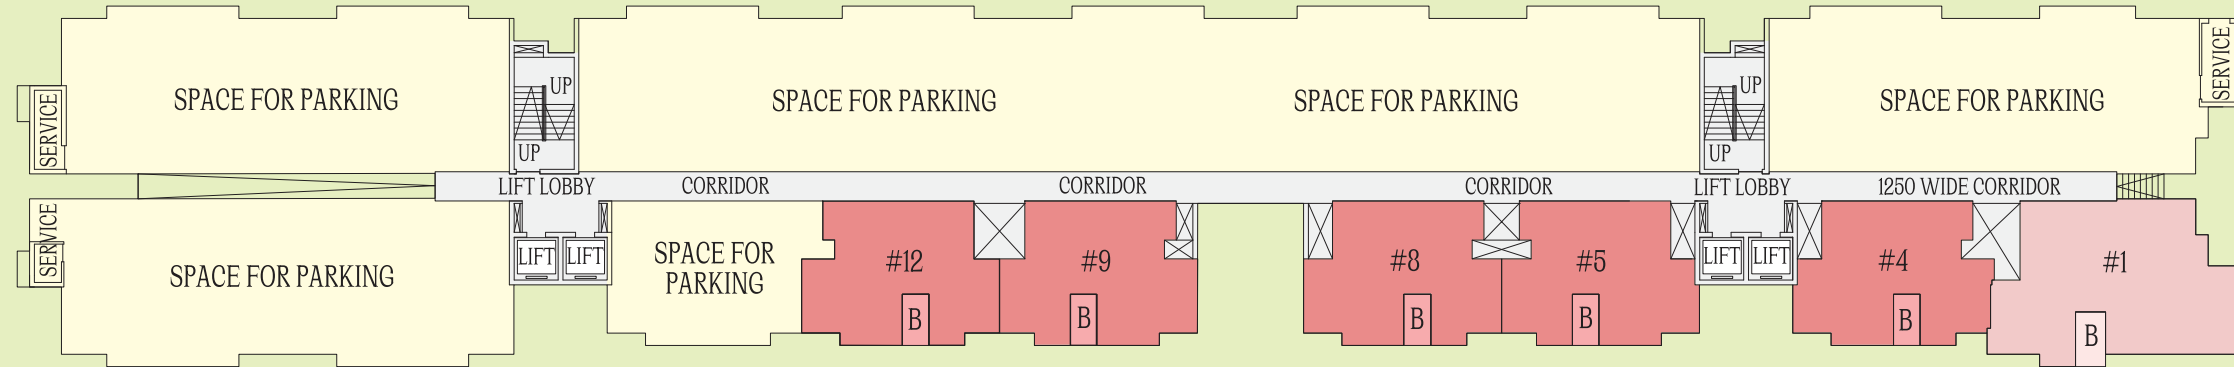 SPACE FOR PARKING
SPACE FOR PARKING
SPACE FOR PARKING
SPACE FOR PARKING
SERVICE
SERVICE
UP
UP
UP
UP
LIFT LOBBY
CORRIDOR
CORRIDOR
CORRIDOR
LIFT LOBBY
1250 WIDE CORRIDOR
SERVICE
SERVICE
SPACE FOR PARKING
LIFT
LIFT
SPACE FOR
PARKING
#12
#9
#8
#5
LIFT
LIFT
#4
#1
B
B
B
B
B
B